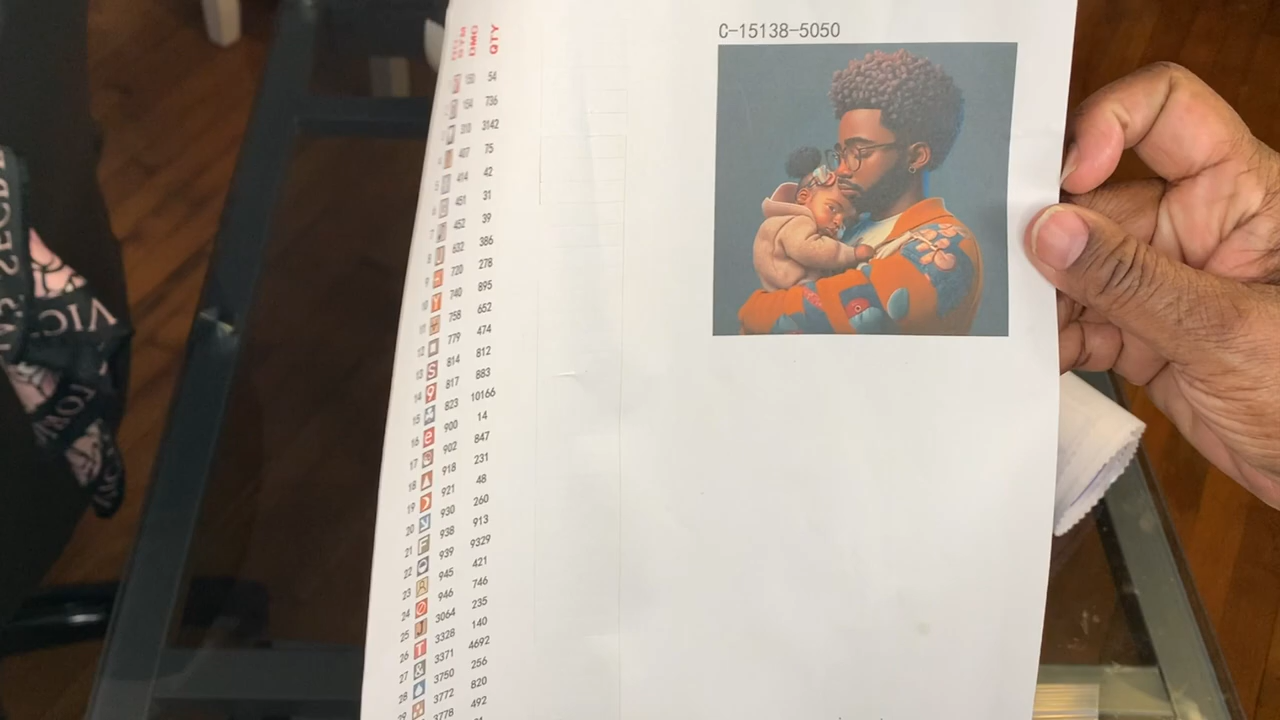 C-15138-5050
SYM DMC QTY
150 54
154 736
310 3142
4 407 75
5 414 42
6 451 31
7 452 39
8 U 632 386
9 720 278
10 Y 740 895
11 758 652
12 779 474
13 S 814 812
14 9 817 883
15 823 10166
16 e 900 14
17 902 847
18 ▲ 918 231
19 921 48
20 930 260
21 938 913
22 939 9329
23 R 945 421
24 946 746
25 J 3064 235
26 T 3328 140
27 & 3371 4692
28 3750 256
29 3772 820
3778 492
VIC